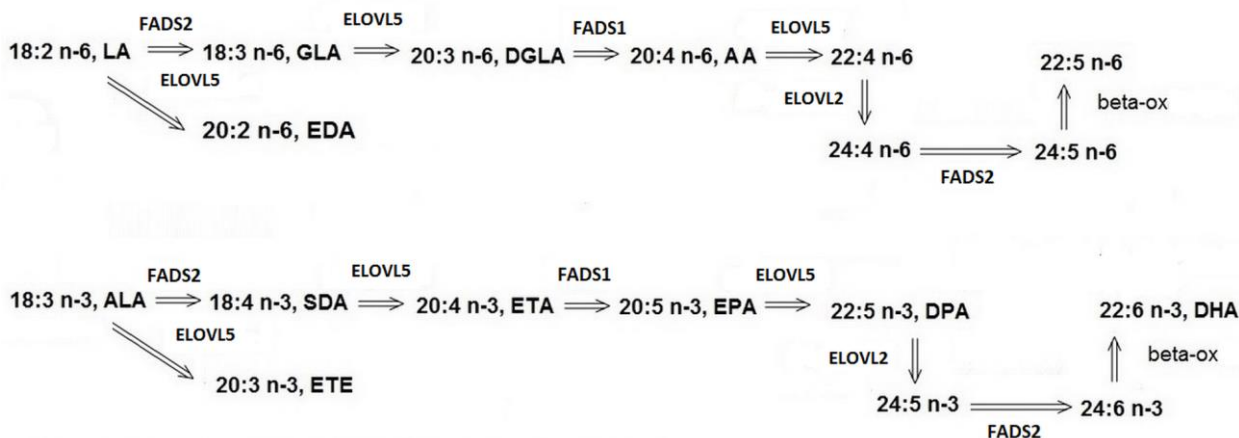 FADS2 ELOVL5 FADS1 ELOVL5
18:2 n-6, LA 18:3 n-6, GLA 20:3 n-6, DGLA 20:4 n-6, AA 22:4 n-6 22:5 n-6
ELOVL5 ELOVL2 beta-ox
20:2 n-6, EDA
24:4 n-6 24:5 n-6
FADS2
FADS2 ELOVL5 FADS1 ELOVL5
18:3 n-3, ALA 18:4 n-3, SDA 20:4 n-3, ETA 20:5 n-3, EPA 22:5 n-3, DPA 22:6 n-3, DHA
ELOVL5 ELOVL2 beta-ox
20:3 n-3, ETE
24:5 n-3 24:6 n-3
FADS2